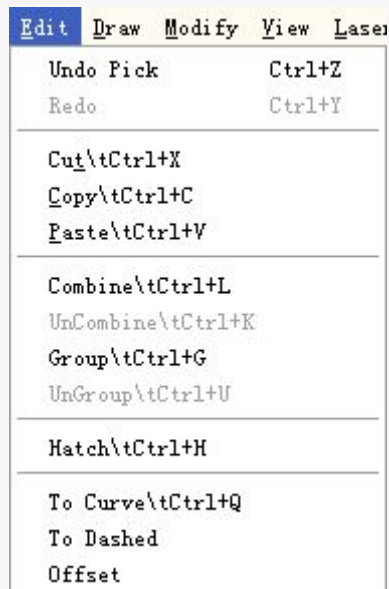 Edit Draw Modify View Laser
Undo Pick Ctrl+Z
Redo Ctrl+Y
Cut\tCtrl+X
Copy\tCtrl+C
Paste\tCtrl+V
Combine\tCtrl+L
UnCombine\tCtrl+K
Group\tCtrl+G
UnGroup\tCtrl+U
Hatch\tCtrl+H
To Curve\tCtrl+Q
To Dashed
Offset